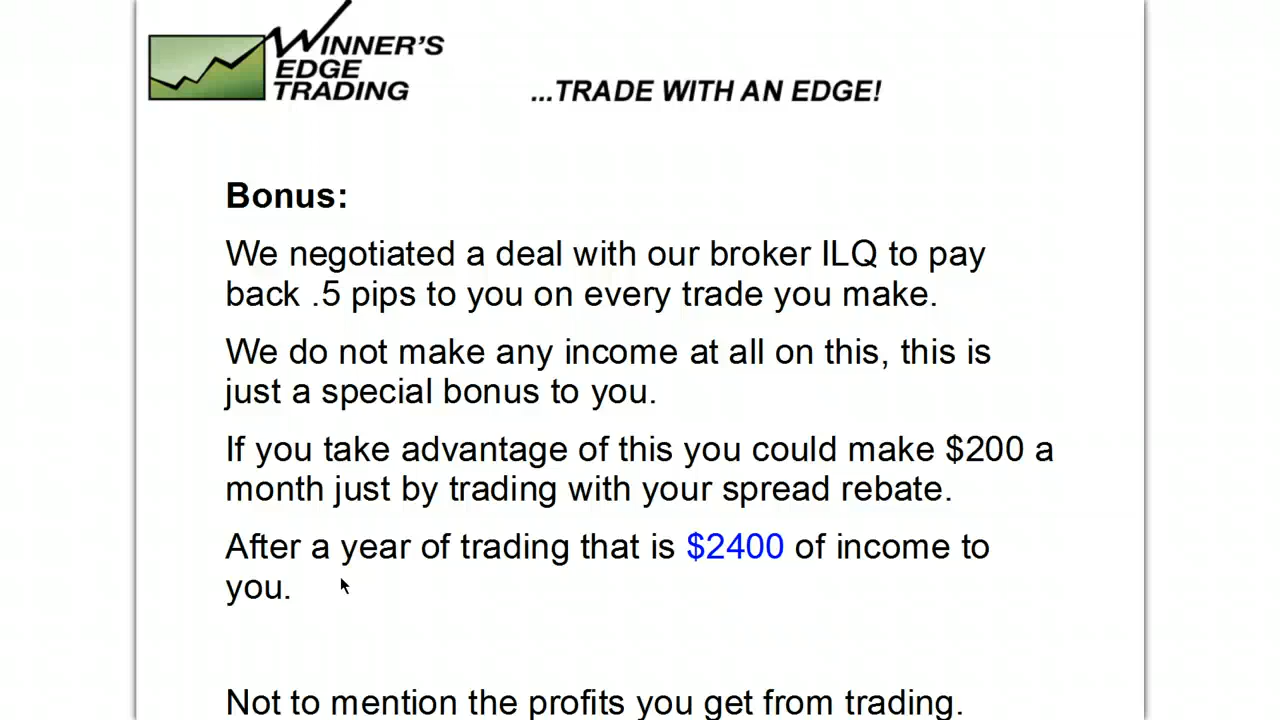 WINNER'S
EDGE
TRADING
...TRADE WITH AN EDGE!
Bonus:
We negotiated a deal with our broker ILQ to pay
back .5 pips to you on every trade you make.
We do not make any income at all on this, this is
just a special bonus to you.
If you take advantage of this you could make $200 a
month just by trading with your spread rebate.
After a year of trading that is $2400 of income to
you.
Not to mention the profits you get from trading.